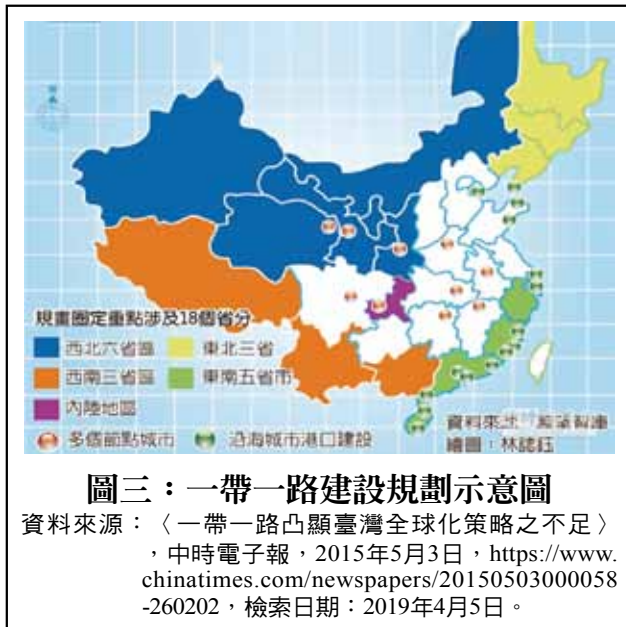 規畫圈定重點涉及18個省分
西北六省區
東北三省
西南三省區
東南五省市
內陸地區
多個節點城市
沿海城市港口建設
資料來源
繪圖：林誌鈺
圖三：一帶一路建設規劃示意圖
資料來源：〈一帶一路凸顯臺灣全球化策略之不足〉
，中時電子報，2015年5月3日，https://www.
chinatimes.com/newspapers/20150503000058
-260202，檢索日期：2019年4月5日。